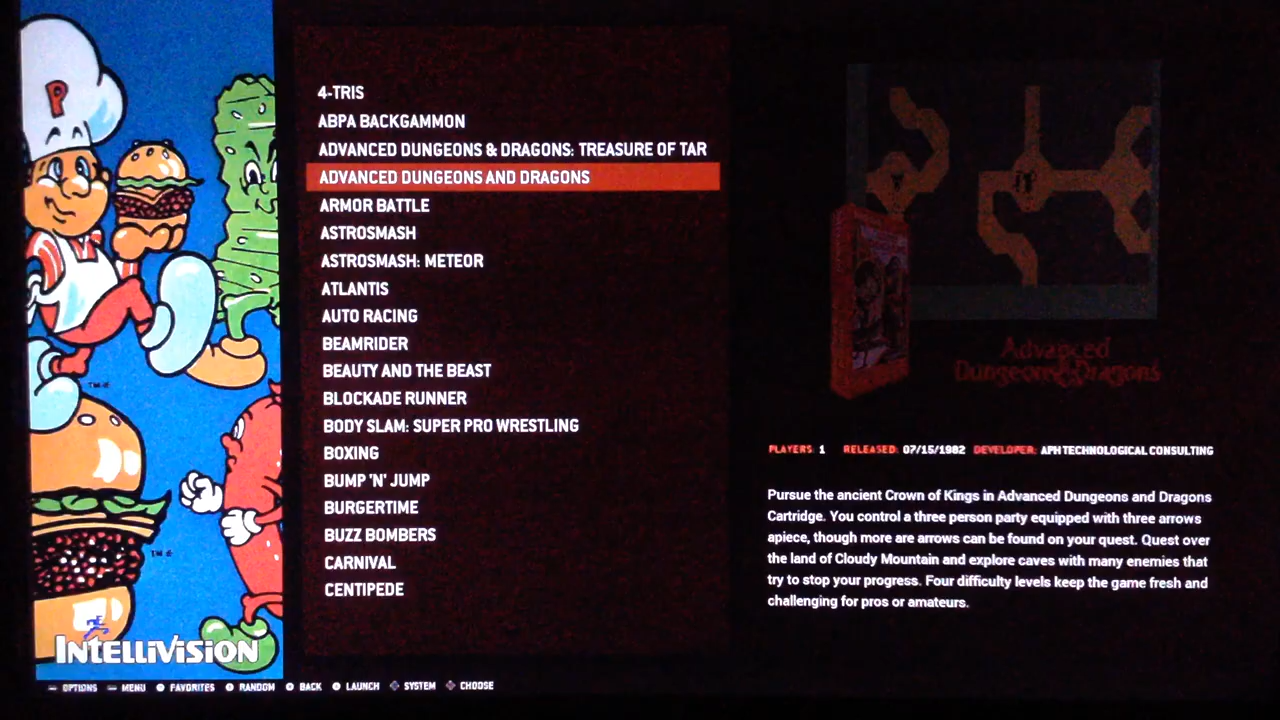 P
4-TRIS
ABPA BACKGAMMON
ADVANCED DUNGEONS & DRAGONS: TREASURE OF TAR
ADVANCED DUNGEONS AND DRAGONS
ARMOR BATTLE
ASTROSMASH
ASTROSMASH: METEOR
ATLANTIS
AUTO RACING
BEAMRIDER
BEAUTY AND THE BEAST
BLOCKADE RUNNER
BODY SLAM: SUPER PRO WRESTLING
BOXING
BUMP 'N' JUMP
BURGERTIME
BUZZ BOMBERS
CARNIVAL
CENTIPEDE
Advanced
Dungeons & Dragons
PLAYERS: 1 RELEASED: 07/15/1982 DEVELOPER: APH TECHNOLOGICAL CONSULTING
Pursue the ancient Crown of Kings in Advanced Dungeons and Dragons
Cartridge. You control a three person party equipped with three arrows
apiece, though more are arrows can be found on your quest. Quest over
the land of Cloudy Mountain and explore caves with many enemies that
try to stop your progress. Four difficulty levels keep the game fresh and
challenging for pros or amateurs.
INTELLIVISION
OPTIONS MENU FAVORITES RANDOM BACK LAUNCH SYSTEM CHOOSE